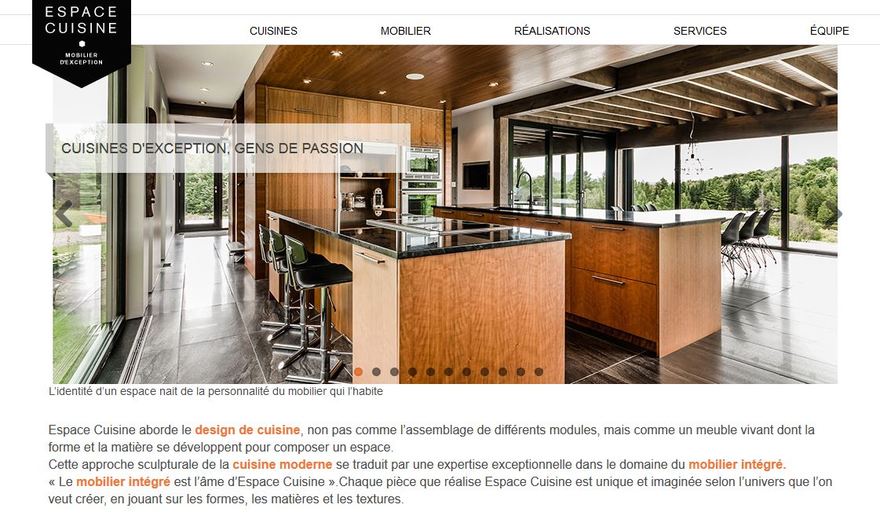 ESPACE
CUISINE
MOBILIER
D'EXCEPTION
CUISINES
MOBILIER
RÉALISATIONS
SERVICES
ÉQUIPE
CUISINES D'EXCEPTION, GENS DE PASSION
L'identité d'un espace nait de la personnalité du mobilier qui l'habite
Espace Cuisine aborde le design de cuisine, non pas comme l'assemblage de différents modules, mais comme un meuble vivant dont la
forme et la matière se développent pour composer un espace.
Cette approche sculpturale de la cuisine moderne se traduit par une expertise exceptionnelle dans le domaine du mobilier intégré.
« Le mobilier intégré est l'âme d'Espace Cuisine ».Chaque pièce que réalise Espace Cuisine est unique et imaginée selon l'univers que l'on
veut créer, en jouant sur les formes, les matières et les textures.